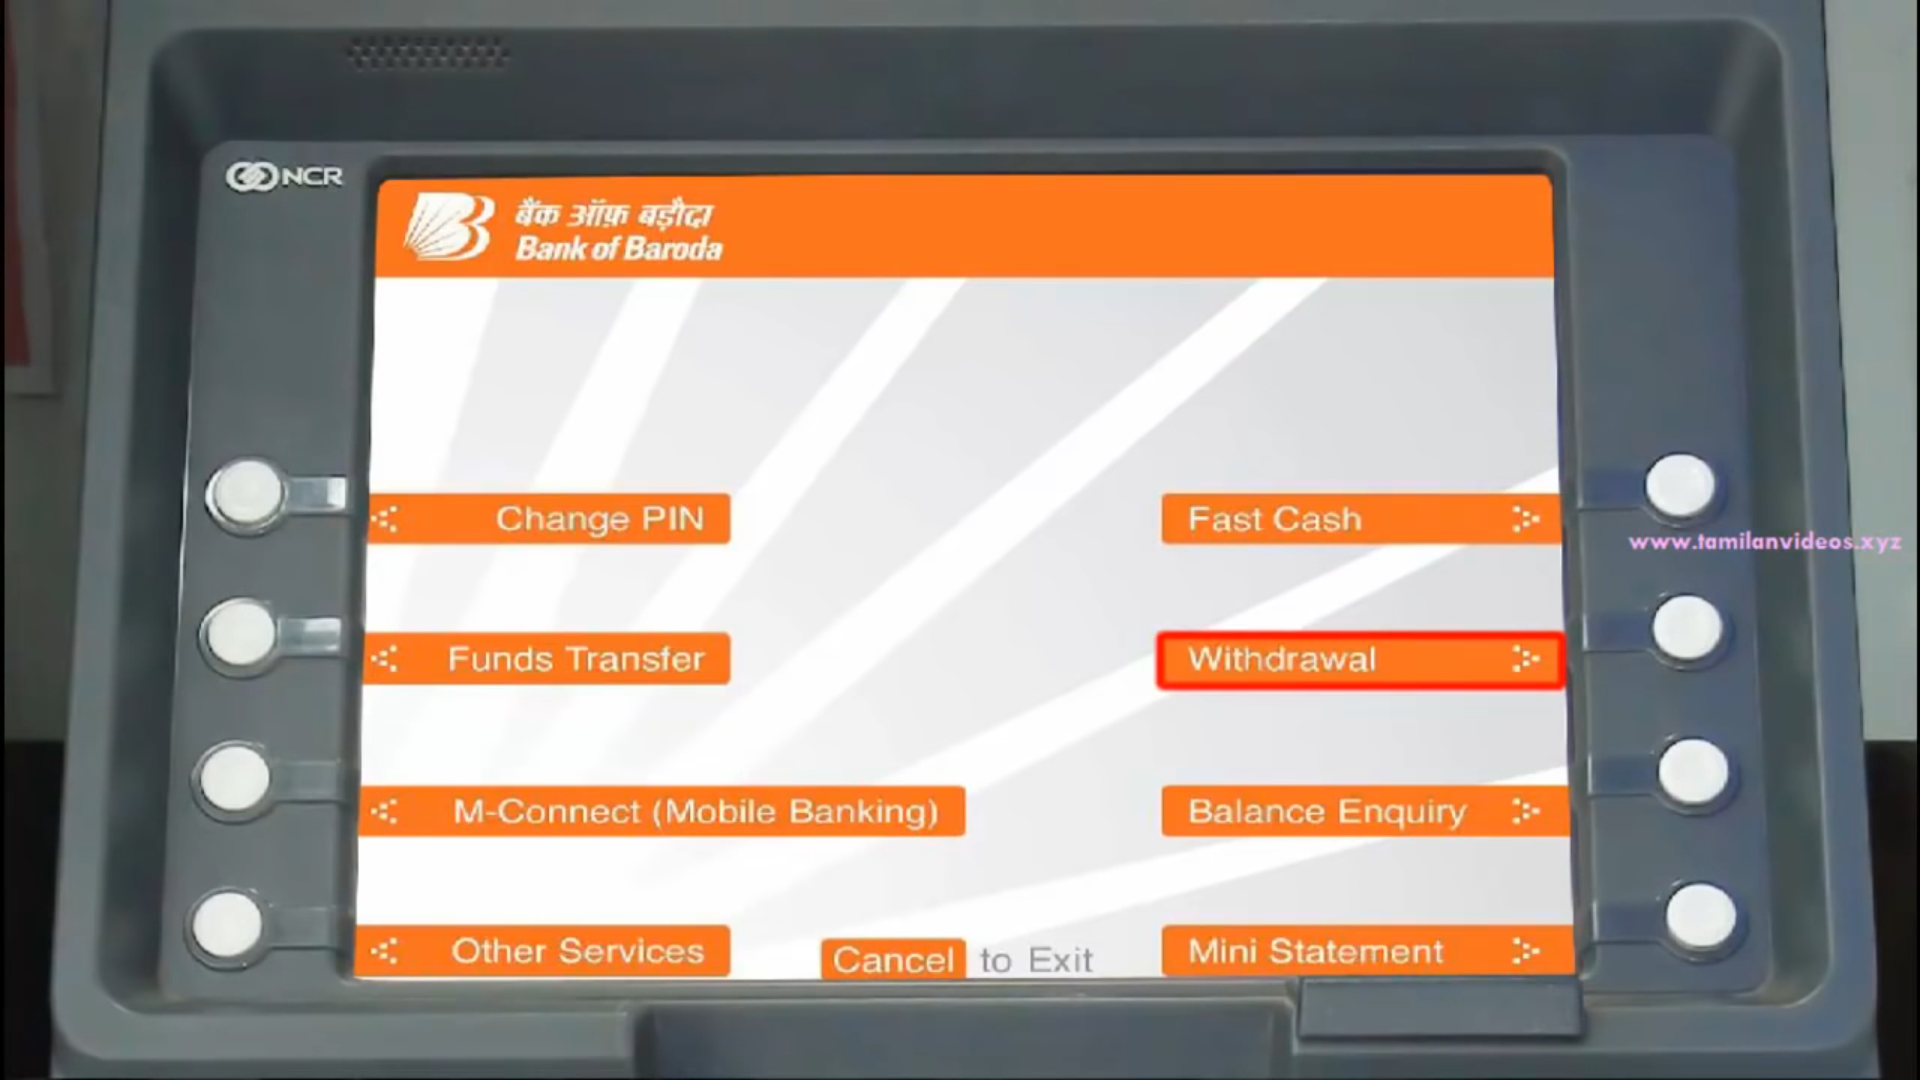 NCR
बैंक ऑफ़ बड़ौदा
Bank of Baroda
Change PIN
Fast Cash
www.tamilanvideos.xyz
Funds Transfer
Withdrawal
M-Connect (Mobile Banking)
Balance Enquiry
Other Services
Cancel to Exit
Mini Statement